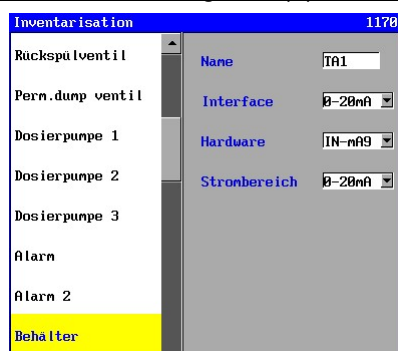 Inventarisation 1170
Rückspülventil
Perm.dump ventil
Dosierpumpe 1
Dosierpumpe 2
Dosierpumpe 3
Alarm
Alarm 2
Behälter
Name TA1
Interface 0-20mA
Hardware IN-mA9
Strombereich 0-20mA